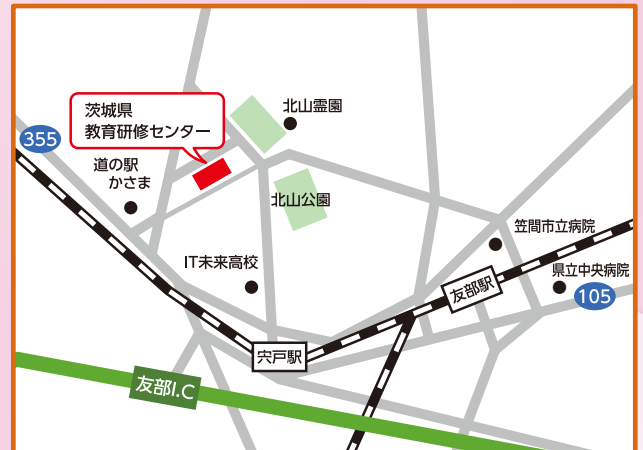 北山霊園
茨城県
教育研修センター
355
道の駅
かさま
北山公園
笠間市立病院
IT未来高校
県立中央病院
友部駅
105
宍戸駅
友部I.C